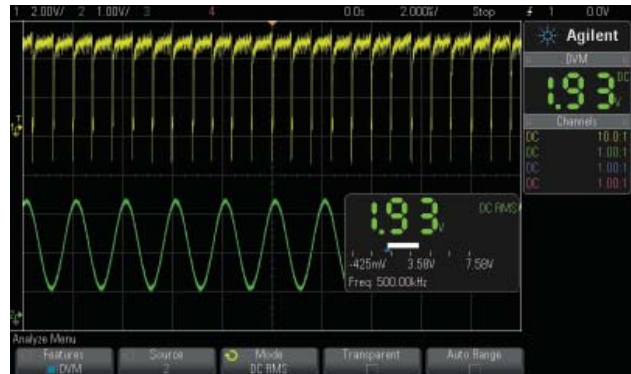 1 2.00V/ 2 1.00V/ 3 4 0.0s 2.000%/ Stop 1 0.0V
Agilent
DVM
1.93 V DC
Channels
DC 10.0:1
DC 1.00:1
DC 1.00:1
DC 1.00:1
1.93 V DC RMS
-425mV 3.58V 7.58V
Freq: 500.00kHz
Analyze Menu
Features Source Mode Transparent Auto Range
DVM 2 DC RMS